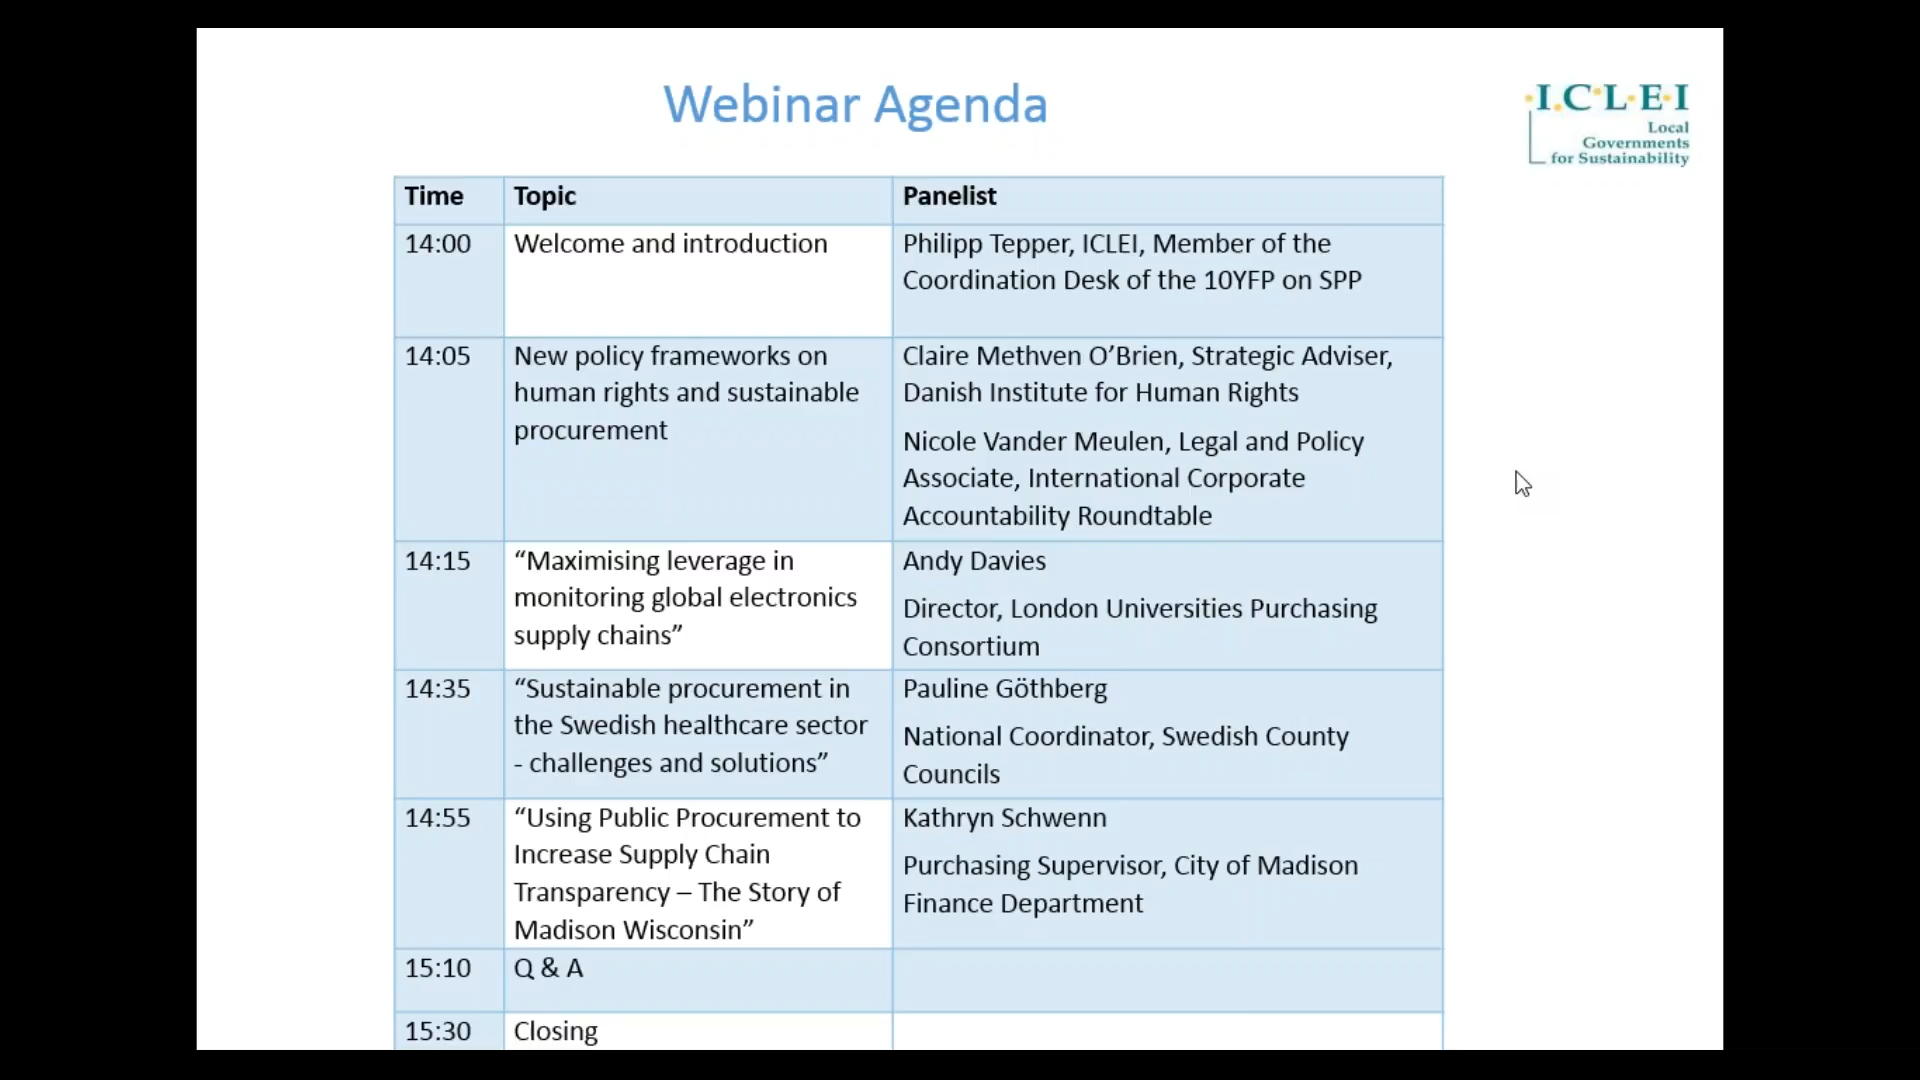 Webinar Agenda
I.C.L.E.I
Local
Governments
for Sustainability
Time Topic Panelist
14:00 Welcome and introduction Philipp Tepper, ICLEI, Member of the
Coordination Desk of the 10YFP on SPP
14:05 New policy frameworks on Claire Methven O’Brien, Strategic Adviser,
human rights and sustainable Danish Institute for Human Rights
procurement Nicole Vander Meulen, Legal and Policy
Associate, International Corporate
Accountability Roundtable
14:15 “Maximising leverage in Andy Davies
monitoring global electronics Director, London Universities Purchasing
supply chains” Consortium
14:35 “Sustainable procurement in Pauline Göthberg
the Swedish healthcare sector National Coordinator, Swedish County
- challenges and solutions” Councils
14:55 “Using Public Procurement to Kathryn Schwenn
Increase Supply Chain Purchasing Supervisor, City of Madison
Transparency – The Story of Finance Department
Madison Wisconsin”
15:10 Q & A
15:30 Closing